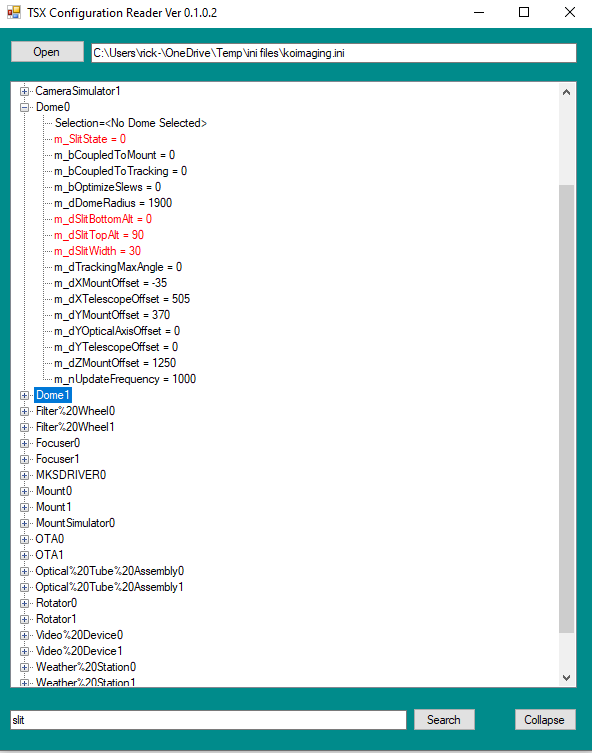 TSX Configuration Reader Ver 0.1.0.2
Open C:\Users\rick-\OneDrive\Temp\ini files\koimaging.ini
CameraSimulator1
Dome0
Selection=<No Dome Selected>
m_SlitState = 0
m_bCoupledToMount = 0
m_bCoupledToTracking = 0
m_bOptimizeSlews = 0
m_dDomeRadius = 1900
m_dSlitBottomAlt = 0
m_dSlitTopAlt = 90
m_dSlitWidth = 30
m_dTrackingMaxAngle = 0
m_dXMountOffset = -35
m_dXTelescopeOffset = 505
m_dYMountOffset = 370
m_dYOpticalAxisOffset = 0
m_dYTelescopeOffset = 0
m_dZMountOffset = 1250
m_nUpdateFrequency = 1000
Dome1
Filter%20Wheel0
Filter%20Wheel1
Focuser0
Focuser1
MKSDRIVER0
Mount0
Mount1
MountSimulator0
OTA0
OTA1
Optical%20Tube%20Assembly0
Optical%20Tube%20Assembly1
Rotator0
Rotator1
Video%20Device0
Video%20Device1
Weather%20Station0
Weather%20Station1
slit Search Collapse